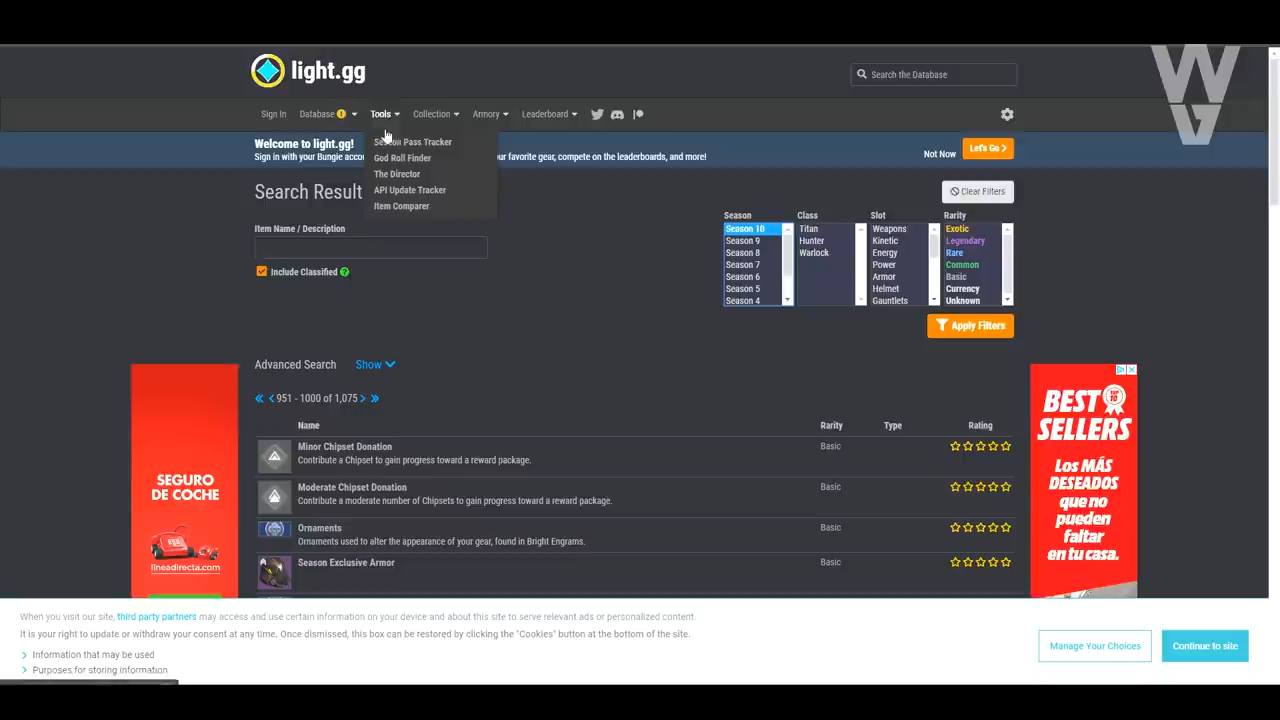 W
G
light.gg
Search the Database
Sign In Database ! Tools Collection Armory Leaderboard
Season Pass Tracker
God Roll Finder
The Director
API Update Tracker
Item Comparer
Welcome to light.gg!
Sign in with your Bungie accou your favorite gear, compete on the leaderboards, and more!
Not Now Let's Go
Search Result
Clear Filters
Season Class Slot Rarity
Season 10 Titan Weapons Exotic
Season 9 Hunter Kinetic Legendary
Season 8 Warlock Energy Rare
Season 7 Power Common
Season 6 Armor Basic
Season 5 Helmet Currency
Season 4 Gauntlets Unknown
Item Name / Description
Include Classified ?
Apply Filters
Advanced Search Show
951 - 1000 of 1,075
Name Rarity Type Rating
Minor Chipset Donation Basic
Contribute a Chipset to gain progress toward a reward package.
Moderate Chipset Donation Basic
Contribute a moderate number of Chipsets to gain progress toward a reward package.
Ornaments Basic
Ornaments used to alter the appearance of your gear, found in Bright Engrams.
Season Exclusive Armor
SEGURO
DE COCHE
lineadirecta.com
BEST
TOP
10
SELLERS
Los MÁS
DESEADOS
que no
pueden
faltar
en tu casa.
When you visit our site, third party partners may access and use certain information on your device and about this site to serve relevant ads or personalized content.
It is your right to update or withdraw your consent at any time. Once dismissed, this box can be restored by clicking the "Cookies" button at the bottom of the site.
Information that may be used
Purposes for storing information
Manage Your Choices
Continue to site